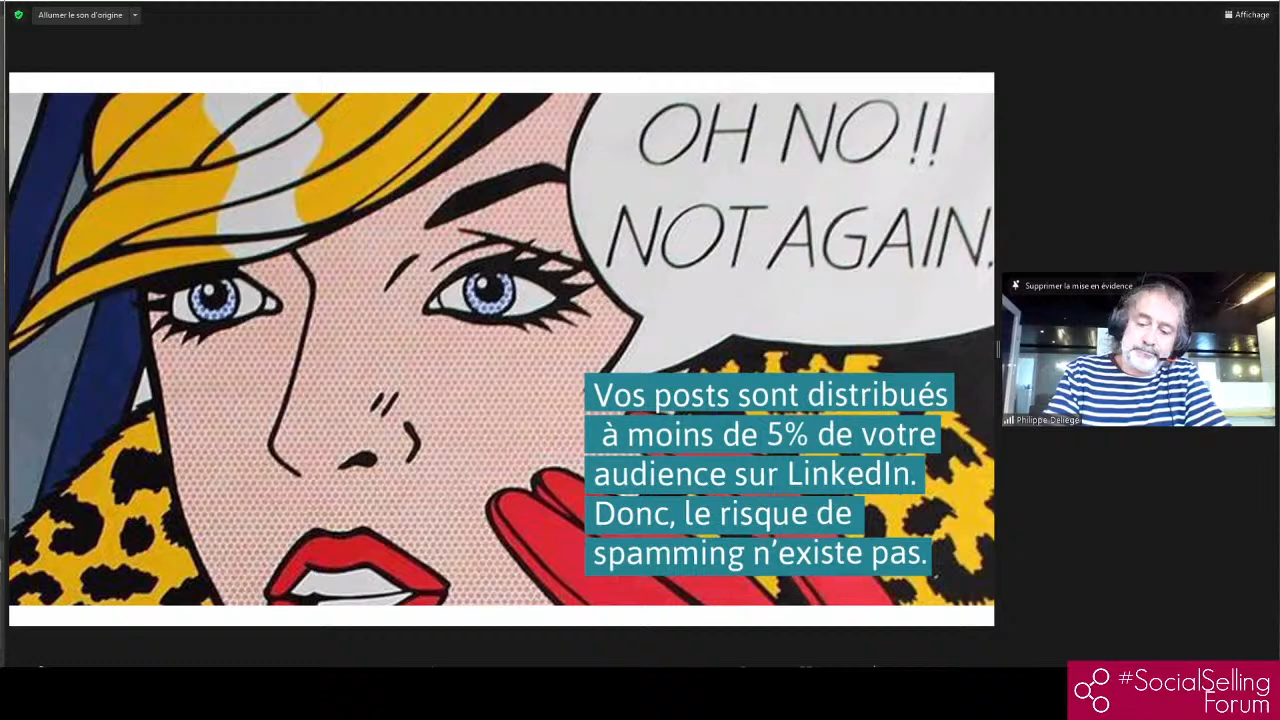 Allumer le son d'origine
Affichage
OH NO!!
NOT AGAIN.
Vos posts sont distribués
à moins de 5% de votre
audience sur LinkedIn.
Donc, le risque de
spamming n’existe pas.
Supprimer la mise en évidence
Philippe Deliège
#SocialSelling
Forum